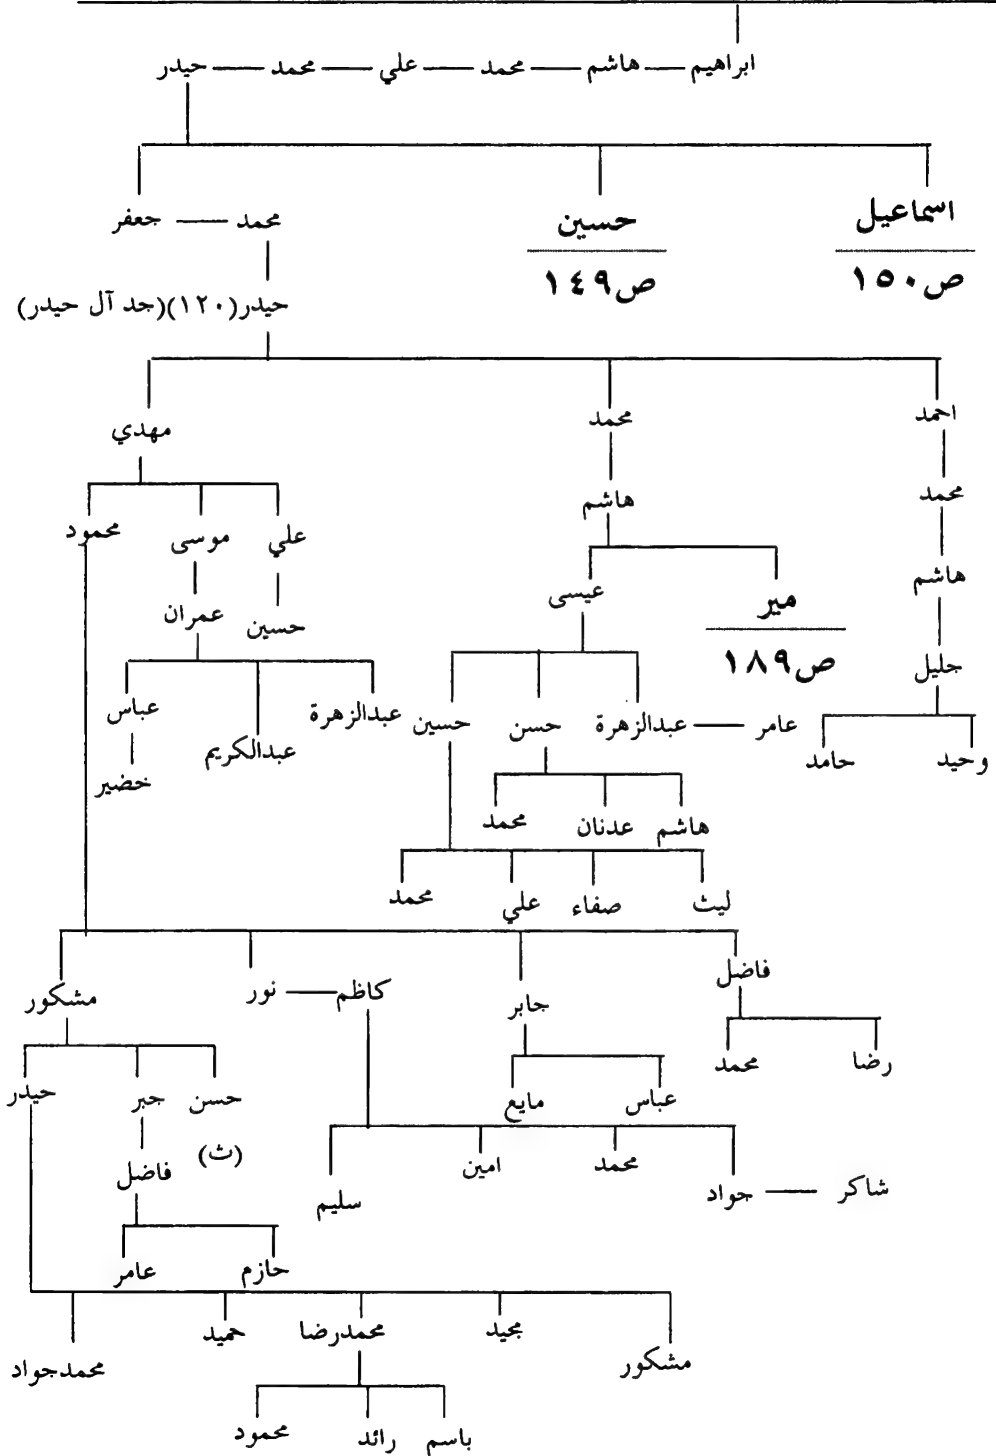 ابراهيم — هاشم — محمد — علي — محمد — حيدر
اسماعيل حسين محمد — جعفر
ص١٥٠ ص١٤٩
حيدر(١٢٠)(جد آل حيدر)
احمد محمد مهدي
محمد هاشم علي موسى محمود
هاشم مير عيسى حسين عمران
جليل ص١٨٩
عامر — عبدالزهرة حسن حسين عبدالزهرة عبدالكريم عباس
وحيد حامد خضير
هاشم عدنان محمد
ليث صفاء علي محمد
فاضل جابر كاظم — نور مشكور
رضا محمد عباس مايع حسن جبر حيدر
شاكر — جواد محمد امين سليم (ث) فاضل
حازم عامر
مشكور مجيد محمدرضا حميد محمدجواد
باسم رائد محمود